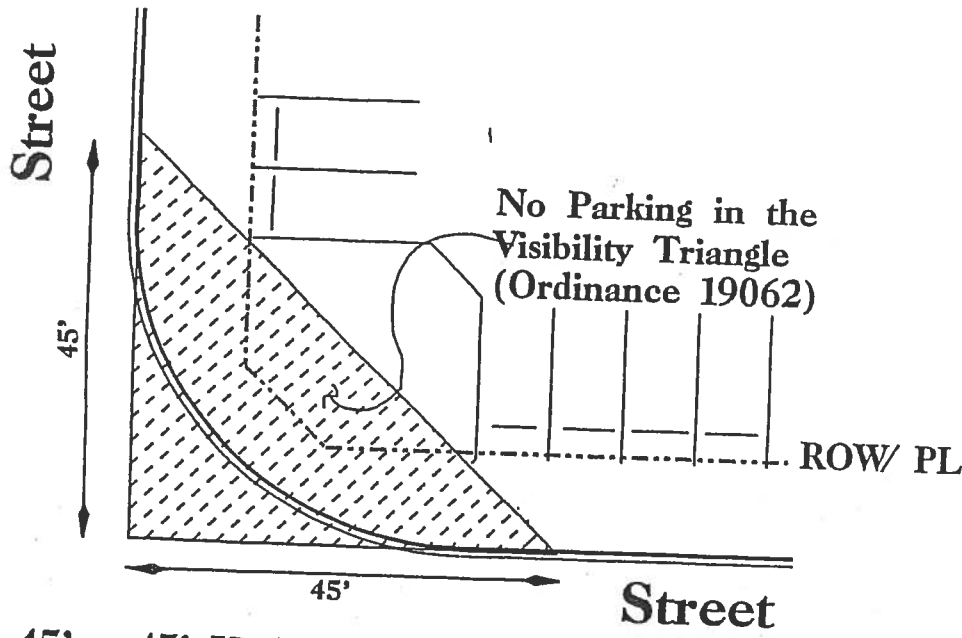 Street
No Parking in the
Visibility Triangle
(Ordinance 19062)
45'
ROW/ PL
45'
Street